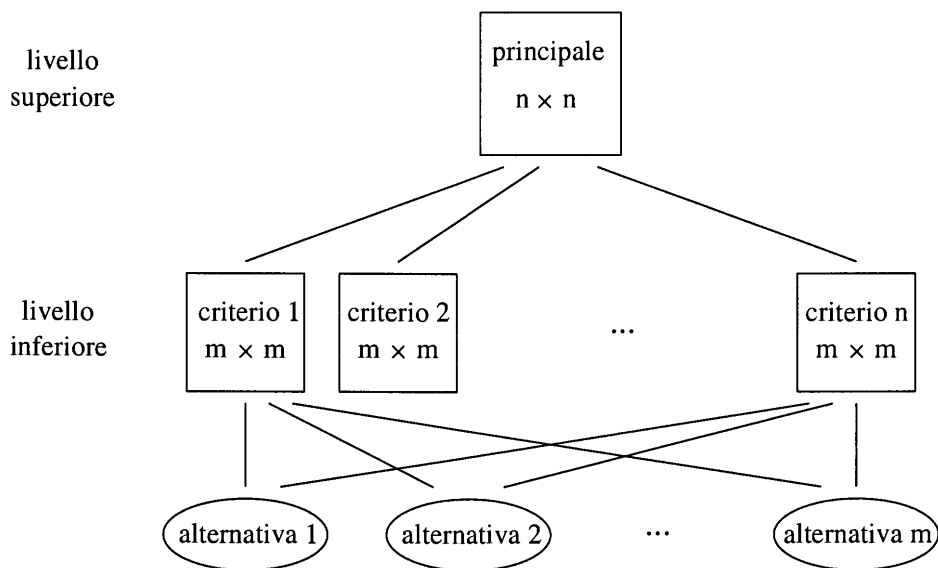 livello
superiore
principale
n × n
livello
inferiore
criterio 1
m × m
criterio 2
m × m
...
criterio n
m × m
alternativa 1
alternativa 2
...
alternativa m